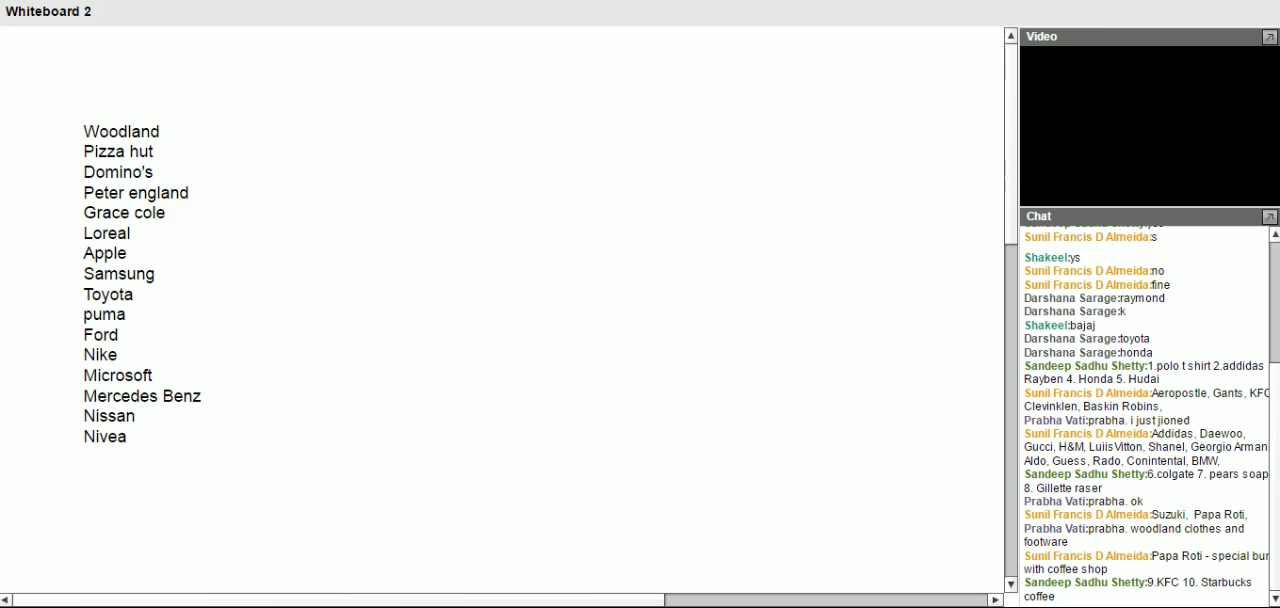 Whiteboard 2
Woodland
Pizza hut
Domino's
Peter england
Grace cole
Loreal
Apple
Samsung
Toyota
puma
Ford
Nike
Microsoft
Mercedes Benz
Nissan
Nivea
Video
Chat
Sunil Francis D Almeida:s
Shakeel:ys
Sunil Francis D Almeida:no
Sunil Francis D Almeida:fine
Darshana Sarage:raymond
Darshana Sarage:k
Shakeel:bajaj
Darshana Sarage:toyota
Darshana Sarage:honda
Sandeep Sadhu Shetty:1.polo t shirt 2.addidas
Rayben 4. Honda 5. Hudai
Sunil Francis D Almeida:Aeropostle, Gants, KFC
Clevinklen, Baskin Robins,
Prabha Vati:prabha. i just jioned
Sunil Francis D Almeida:Addidas, Daewoo,
Gucci, H&M, LuiisVitton, Shanel, Georgio Arman
Aldo, Guess, Rado, Conintental, BMW,
Sandeep Sadhu Shetty:6.colgate 7. pears soap
8. Gillette raser
Prabha Vati:prabha. ok
Sunil Francis D Almeida:Suzuki, Papa Roti,
Prabha Vati:prabha. woodland clothes and
footware
Sunil Francis D Almeida:Papa Roti - special bun
with coffee shop
Sandeep Sadhu Shetty:9.KFC 10. Starbucks
coffee